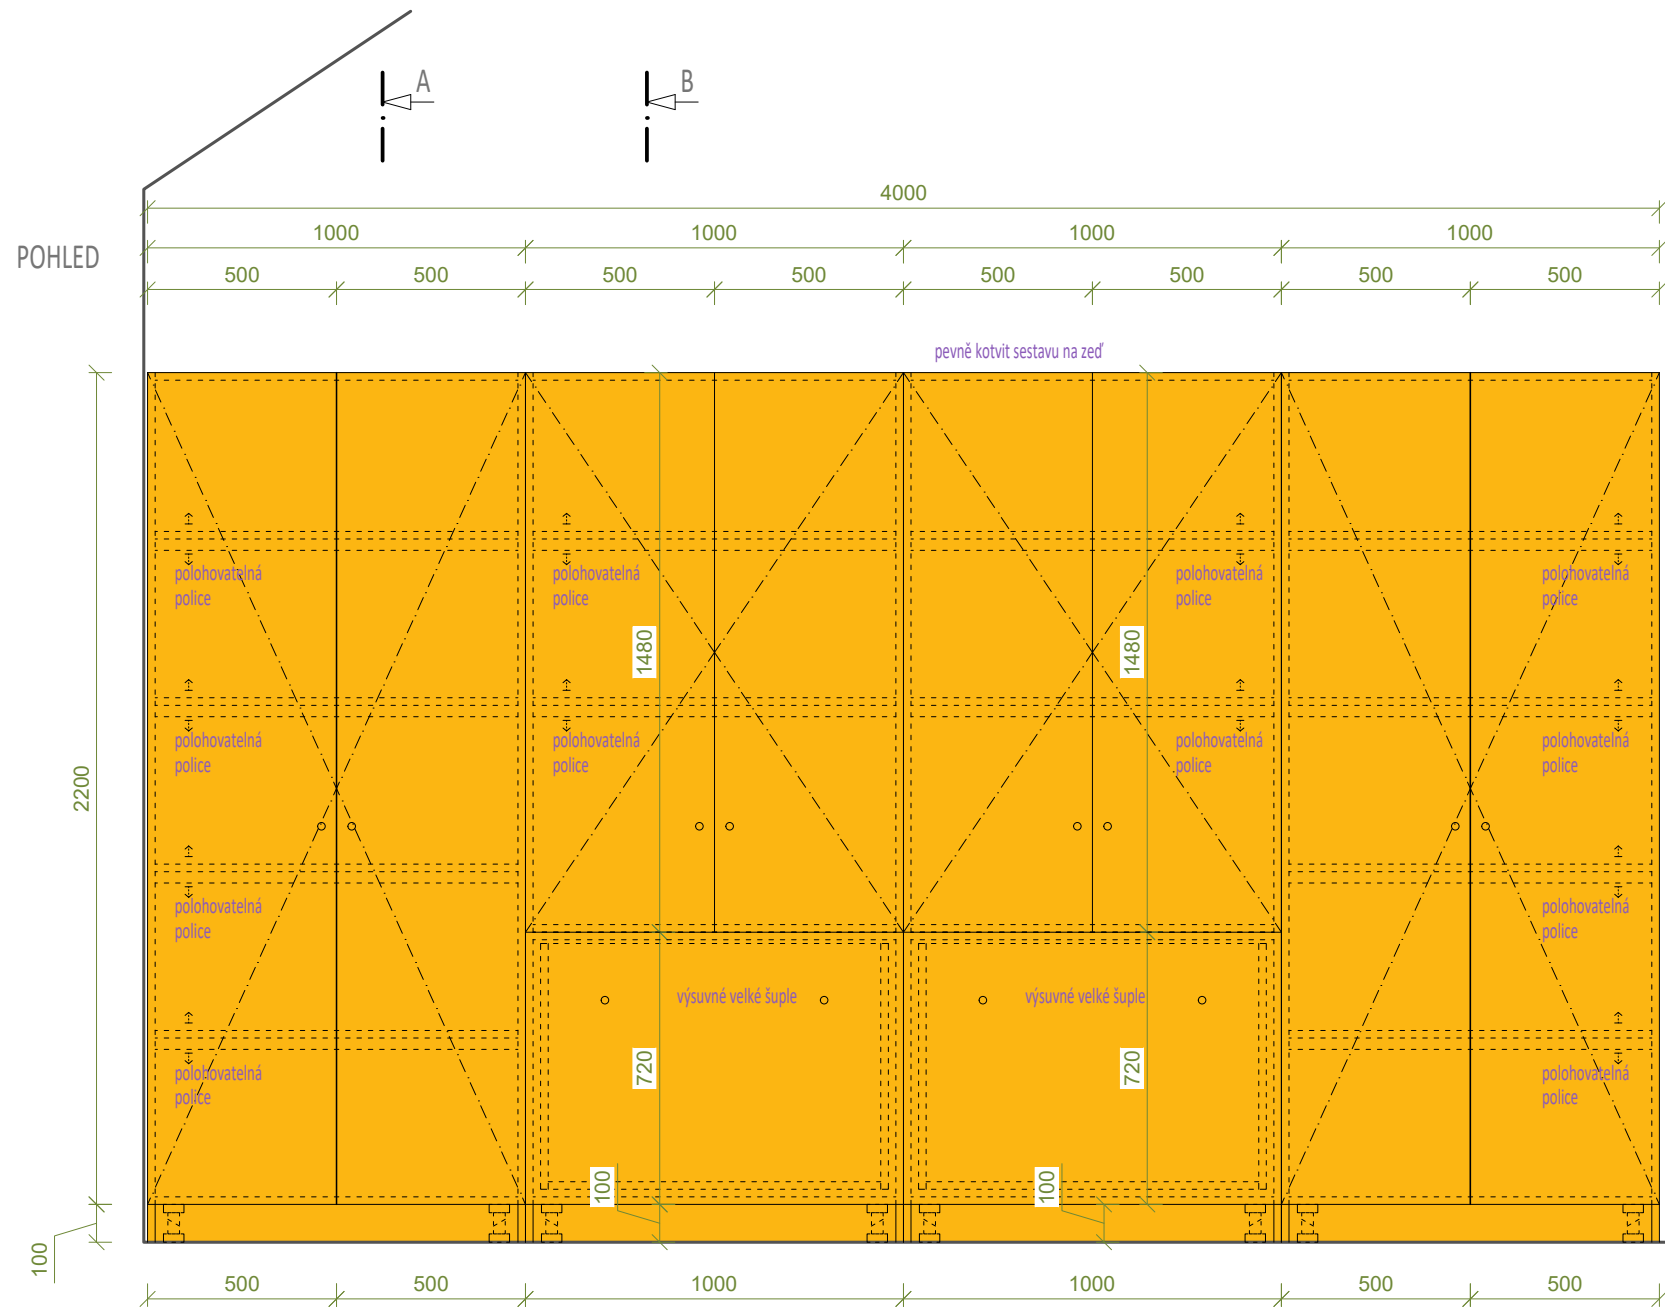 A
B
4000
POHLED
1000
1000
1000
1000
500
500
500
500
500
500
500
500
pevně kotvit sestavu na zeď
polohovatelná
police
polohovatelná
police
polohovatelná
police
polohovatelná
police
1480
1480
polohovatelná
police
polohovatelná
police
polohovatelná
police
polohovatelná
police
2200
polohovatelná
police
polohovatelná
police
výsuvné velké šuple
výsuvné velké šuple
720
720
polohovatelná
police
polohovatelná
police
100
100
100
500
500
1000
1000
500
500